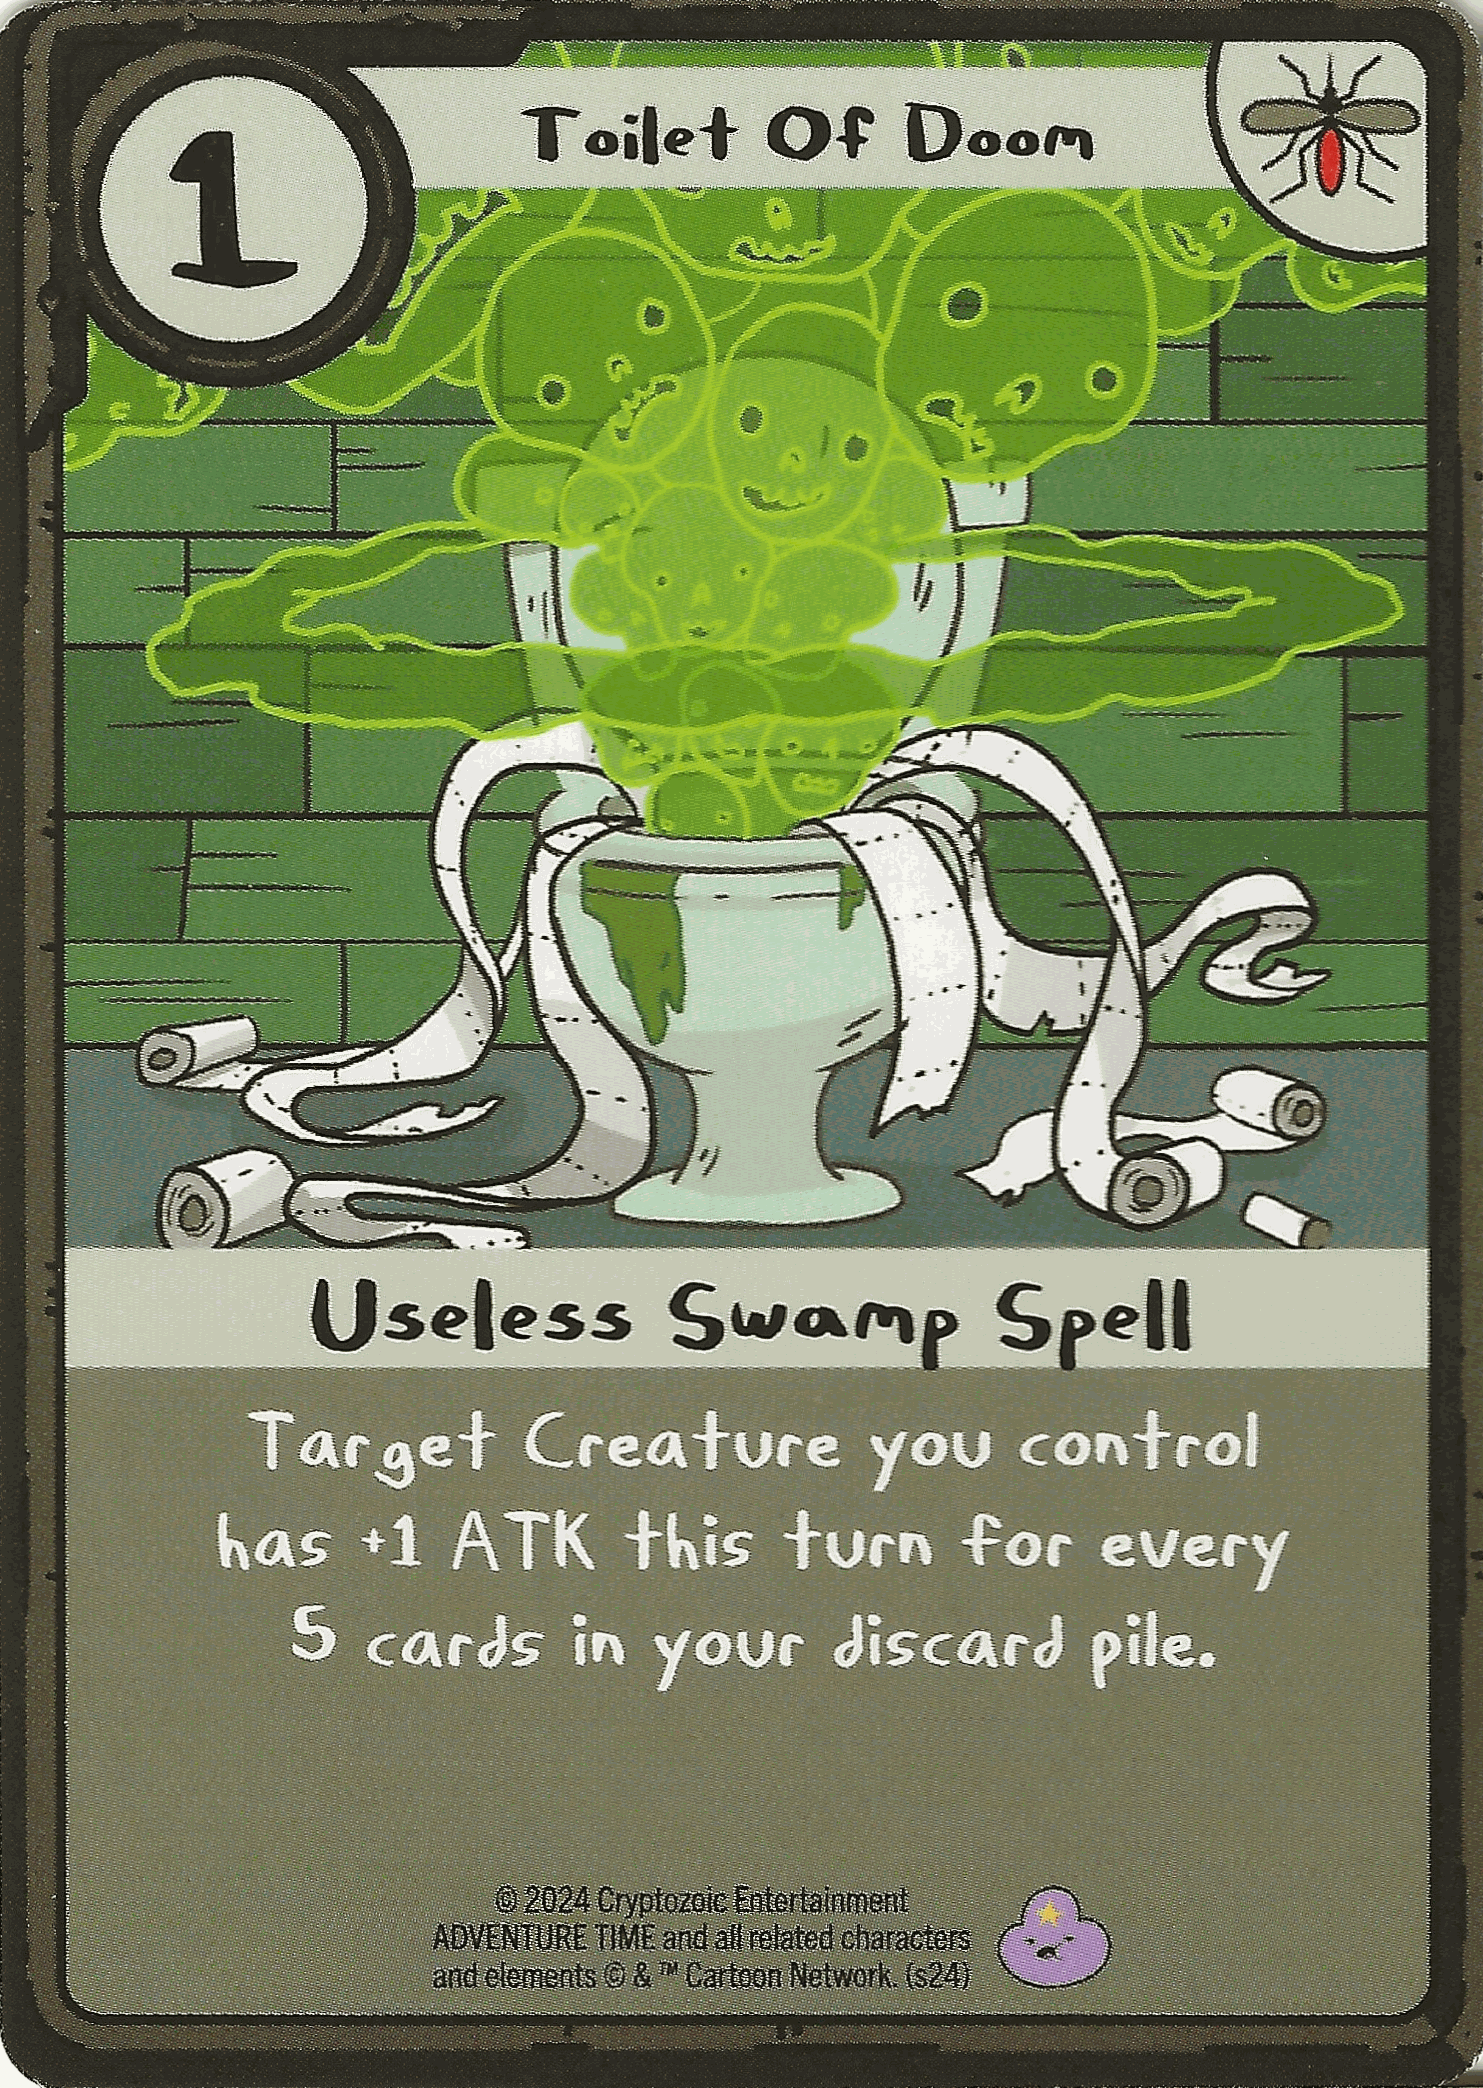 1
Toilet Of Doom
Useless Swamp Spell
Target Creature you control
has +1 ATK this turn for every
5 cards in your discard pile.
© 2024 Cryptozoic Entertainment
ADVENTURE TIME and all related characters
and elements © & ™ Cartoon Network. (s24)